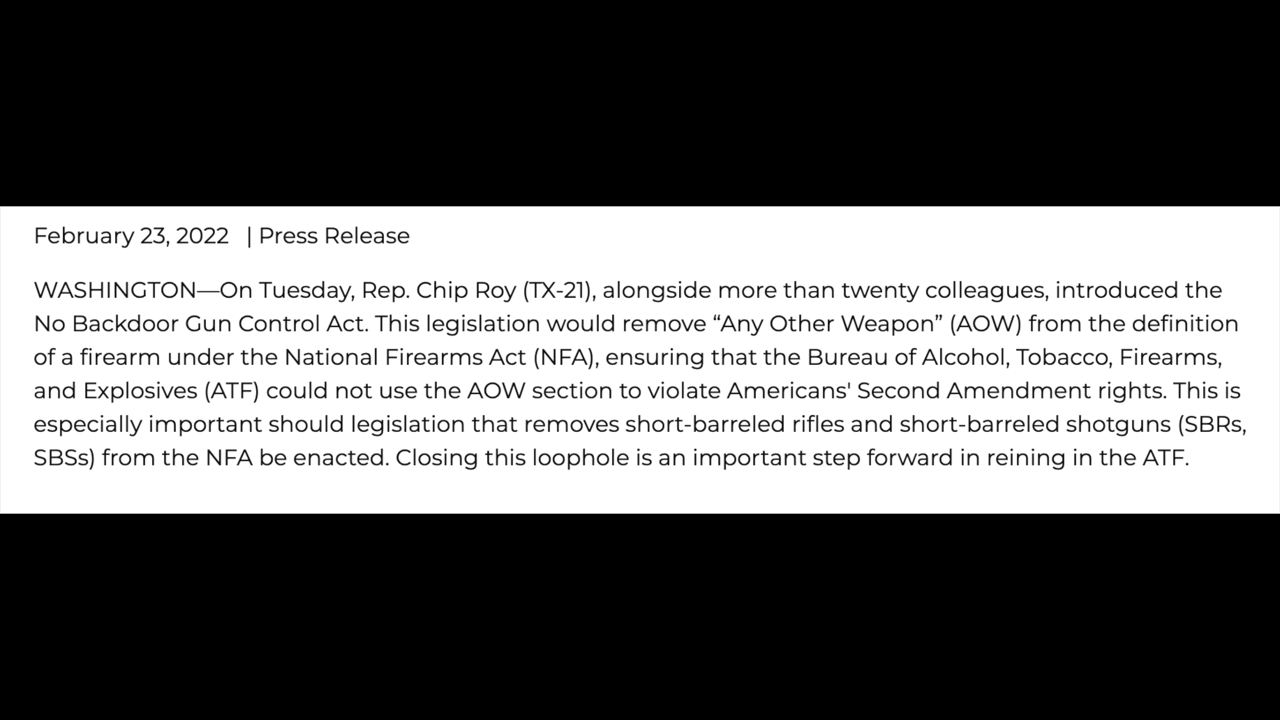 February 23, 2022 | Press Release
WASHINGTON—On Tuesday, Rep. Chip Roy (TX-21), alongside more than twenty colleagues, introduced the
No Backdoor Gun Control Act. This legislation would remove “Any Other Weapon” (AOW) from the definition
of a firearm under the National Firearms Act (NFA), ensuring that the Bureau of Alcohol, Tobacco, Firearms,
and Explosives (ATF) could not use the AOW section to violate Americans' Second Amendment rights. This is
especially important should legislation that removes short-barreled rifles and short-barreled shotguns (SBRs,
SBSs) from the NFA be enacted. Closing this loophole is an important step forward in reining in the ATF.